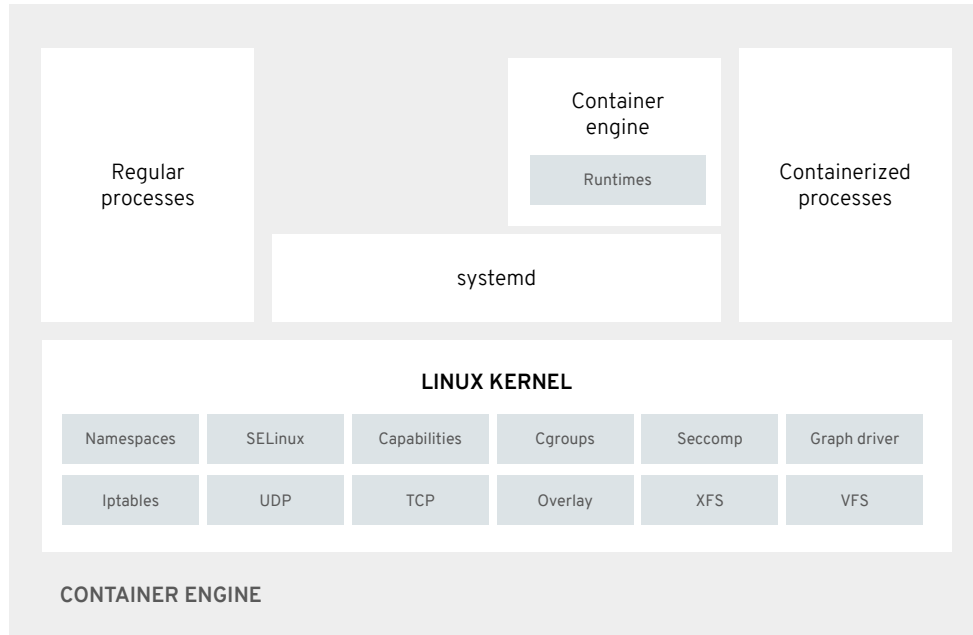 Container
engine
Runtimes
Regular
processes
Containerized
processes
systemd
LINUX KERNEL
Namespaces
SELinux
Capabilities
Cgroups
Seccomp
Graph driver
Iptables
UDP
TCP
Overlay
XFS
VFS
CONTAINER ENGINE